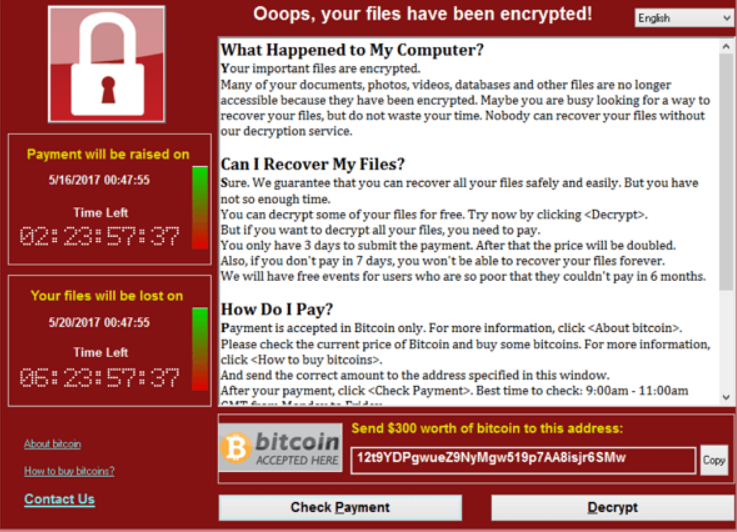 Ooops, your files have been encrypted!
English
What Happened to My Computer?
Your important files are encrypted.
Many of your documents, photos, videos, databases and other files are no longer
accessible because they have been encrypted. Maybe you are busy looking for a way to
recover your files, but do not waste your time. Nobody can recover your files without
our decryption service.
Can I Recover My Files?
Sure. We guarantee that you can recover all your files safely and easily. But you have
not so enough time.
You can decrypt some of your files for free. Try now by clicking <Decrypt>.
But if you want to decrypt all your files, you need to pay.
You only have 3 days to submit the payment. After that the price will be doubled.
Also, if you don't pay in 7 days, you won't be able to recover your files forever.
We will have free events for users who are so poor that they couldn't pay in 6 months.
How Do I Pay?
Payment is accepted in Bitcoin only. For more information, click <About bitcoin>.
Please check the current price of Bitcoin and buy some bitcoins. For more information,
click <How to buy bitcoins>.
And send the correct amount to the address specified in this window.
After your payment, click <Check Payment>. Best time to check: 9:00am - 11:00am
GMT from Monday to Friday
Payment will be raised on
5/16/2017 00:47:55
Time Left
02:23:57:37
Your files will be lost on
5/20/2017 00:47:55
Time Left
06:23:57:37
About bitcoin
How to buy bitcoins?
Contact Us
bitcoin
ACCEPTED HERE
Send $300 worth of bitcoin to this address:
12t9YDPgwueZ9NyMgw519p7AA8isjr6SMw
Copy
Check Payment
Decrypt